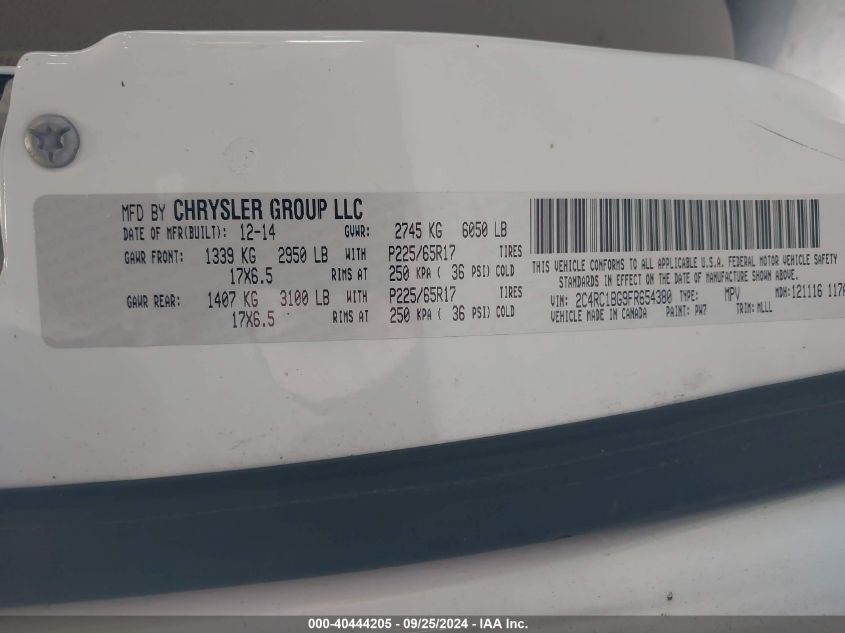 MFD BY CHRYSLER GROUP LLC
DATE OF MFR(BUILT): 12-14 GVWR: 2745 KG 6050 LB
GAWR FRONT: 1339 KG 2950 LB WITH P225/65R17 TIRES
17X6.5 RIMS AT 250 KPA ( 36 PSI) COLD
GAWR REAR: 1407 KG 3100 LB WITH P225/65R17 TIRES
17X6.5 RIMS AT 250 KPA ( 36 PSI) COLD
THIS VEHICLE CONFORMS TO ALL APPLICABLE U.S.A. FEDERAL MOTOR VEHICLE SAFETY
STANDARDS IN EFFECT ON THE DATE OF MANUFACTURE SHOWN ABOVE.
VIN: 2C4RC1BG9FR654380 TYPE: MPV MDH: 121116
VEHICLE MADE IN CANADA PAINT: PW7 TRIM: MLLL
000-40444205 - 09/25/2024 - IAA Inc.